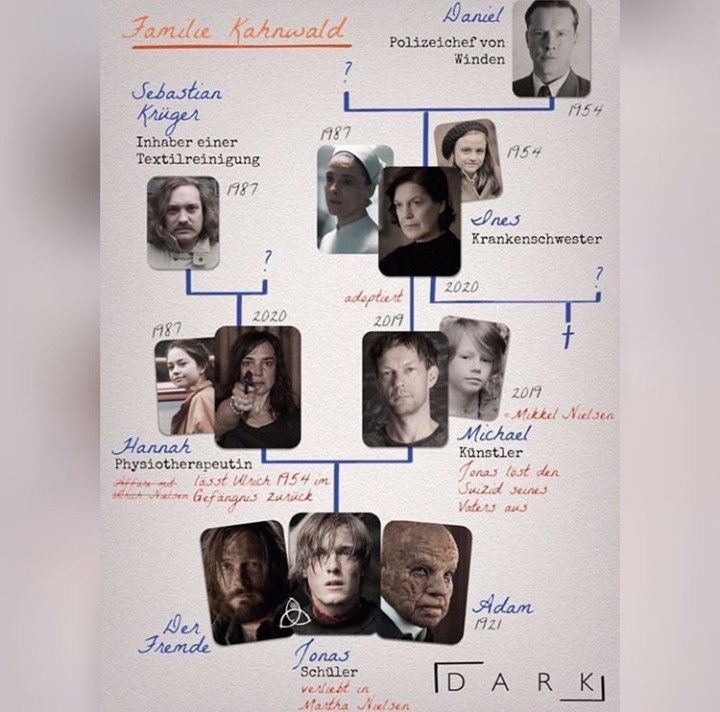 Familie Kahnwald
Daniel
Polizeichef von
Winden
1954
?
Sebastian
Krüger
Inhaber einer
Textilreinigung
1987
1987
1954
Ines
Krankenschwester
2020
?
?
adoptiert
1987
2020
2019
2019
= Mikkel Nielsen
Hannah
Physiotherapeutin
Affäre mit
Ulrich Nielsen
lässt Ulrich 1954 im
Gefängnis zurück
Michael
Künstler
Jonas löst den
Suizid seines
Vaters aus
Der
Fremde
Jonas
Schüler
verliebt in
Martha Nielsen
Adam
1921
DARK